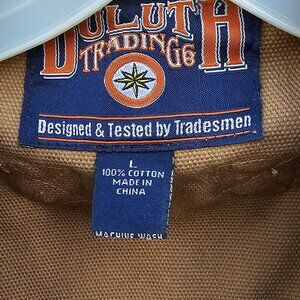 DULUTH
TRADING Co
Designed & Tested by Tradesmen
L
100% COTTON
MADE IN
CHINA
MACHINE WASH